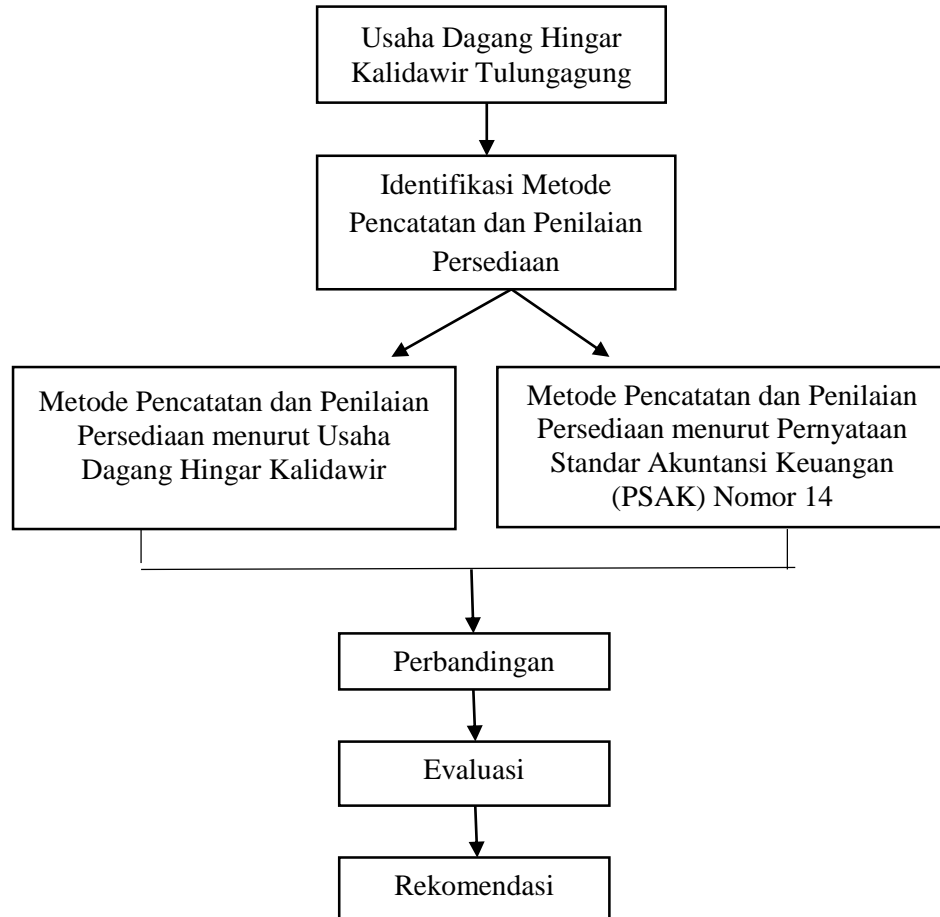 Usaha Dagang Hingar
Kalidawir Tulungagung
Identifikasi Metode
Pencatatan dan Penilaian
Persediaan
Metode Pencatatan dan Penilaian
Persediaan menurut Usaha
Dagang Hingar Kalidawir
Metode Pencatatan dan Penilaian
Persediaan menurut Pernyataan
Standar Akuntansi Keuangan
(PSAK) Nomor 14
Perbandingan
Evaluasi
Rekomendasi